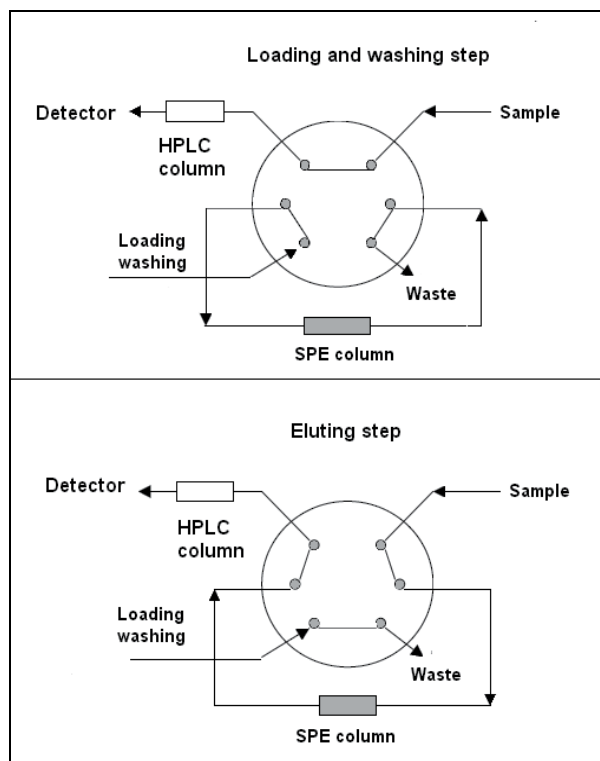 Loading and washing step
Detector
Sample
HPLC
column
Loading
washing
Waste
SPE column
Eluting step
Detector
Sample
HPLC
column
Loading
washing
Waste
SPE column